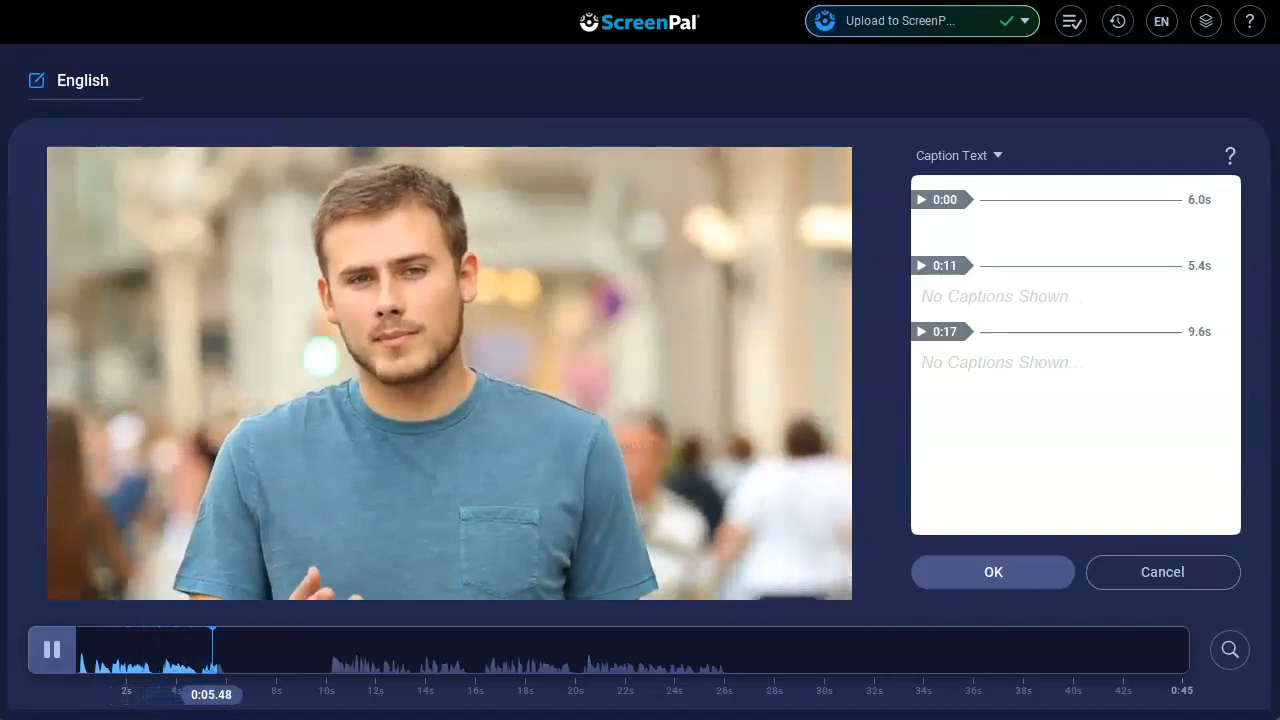 ScreenPal
Upload to ScreenP...
EN
?
English
Caption Text
?
0:00
6.0s
0:11
5.4s
No Captions Shown...
0:17
9.6s
No Captions Shown...
OK
Cancel
2s
4s
0:05.48
8s
10s
12s
14s
16s
18s
20s
22s
24s
26s
28s
30s
32s
34s
36s
38s
40s
42s
0:45